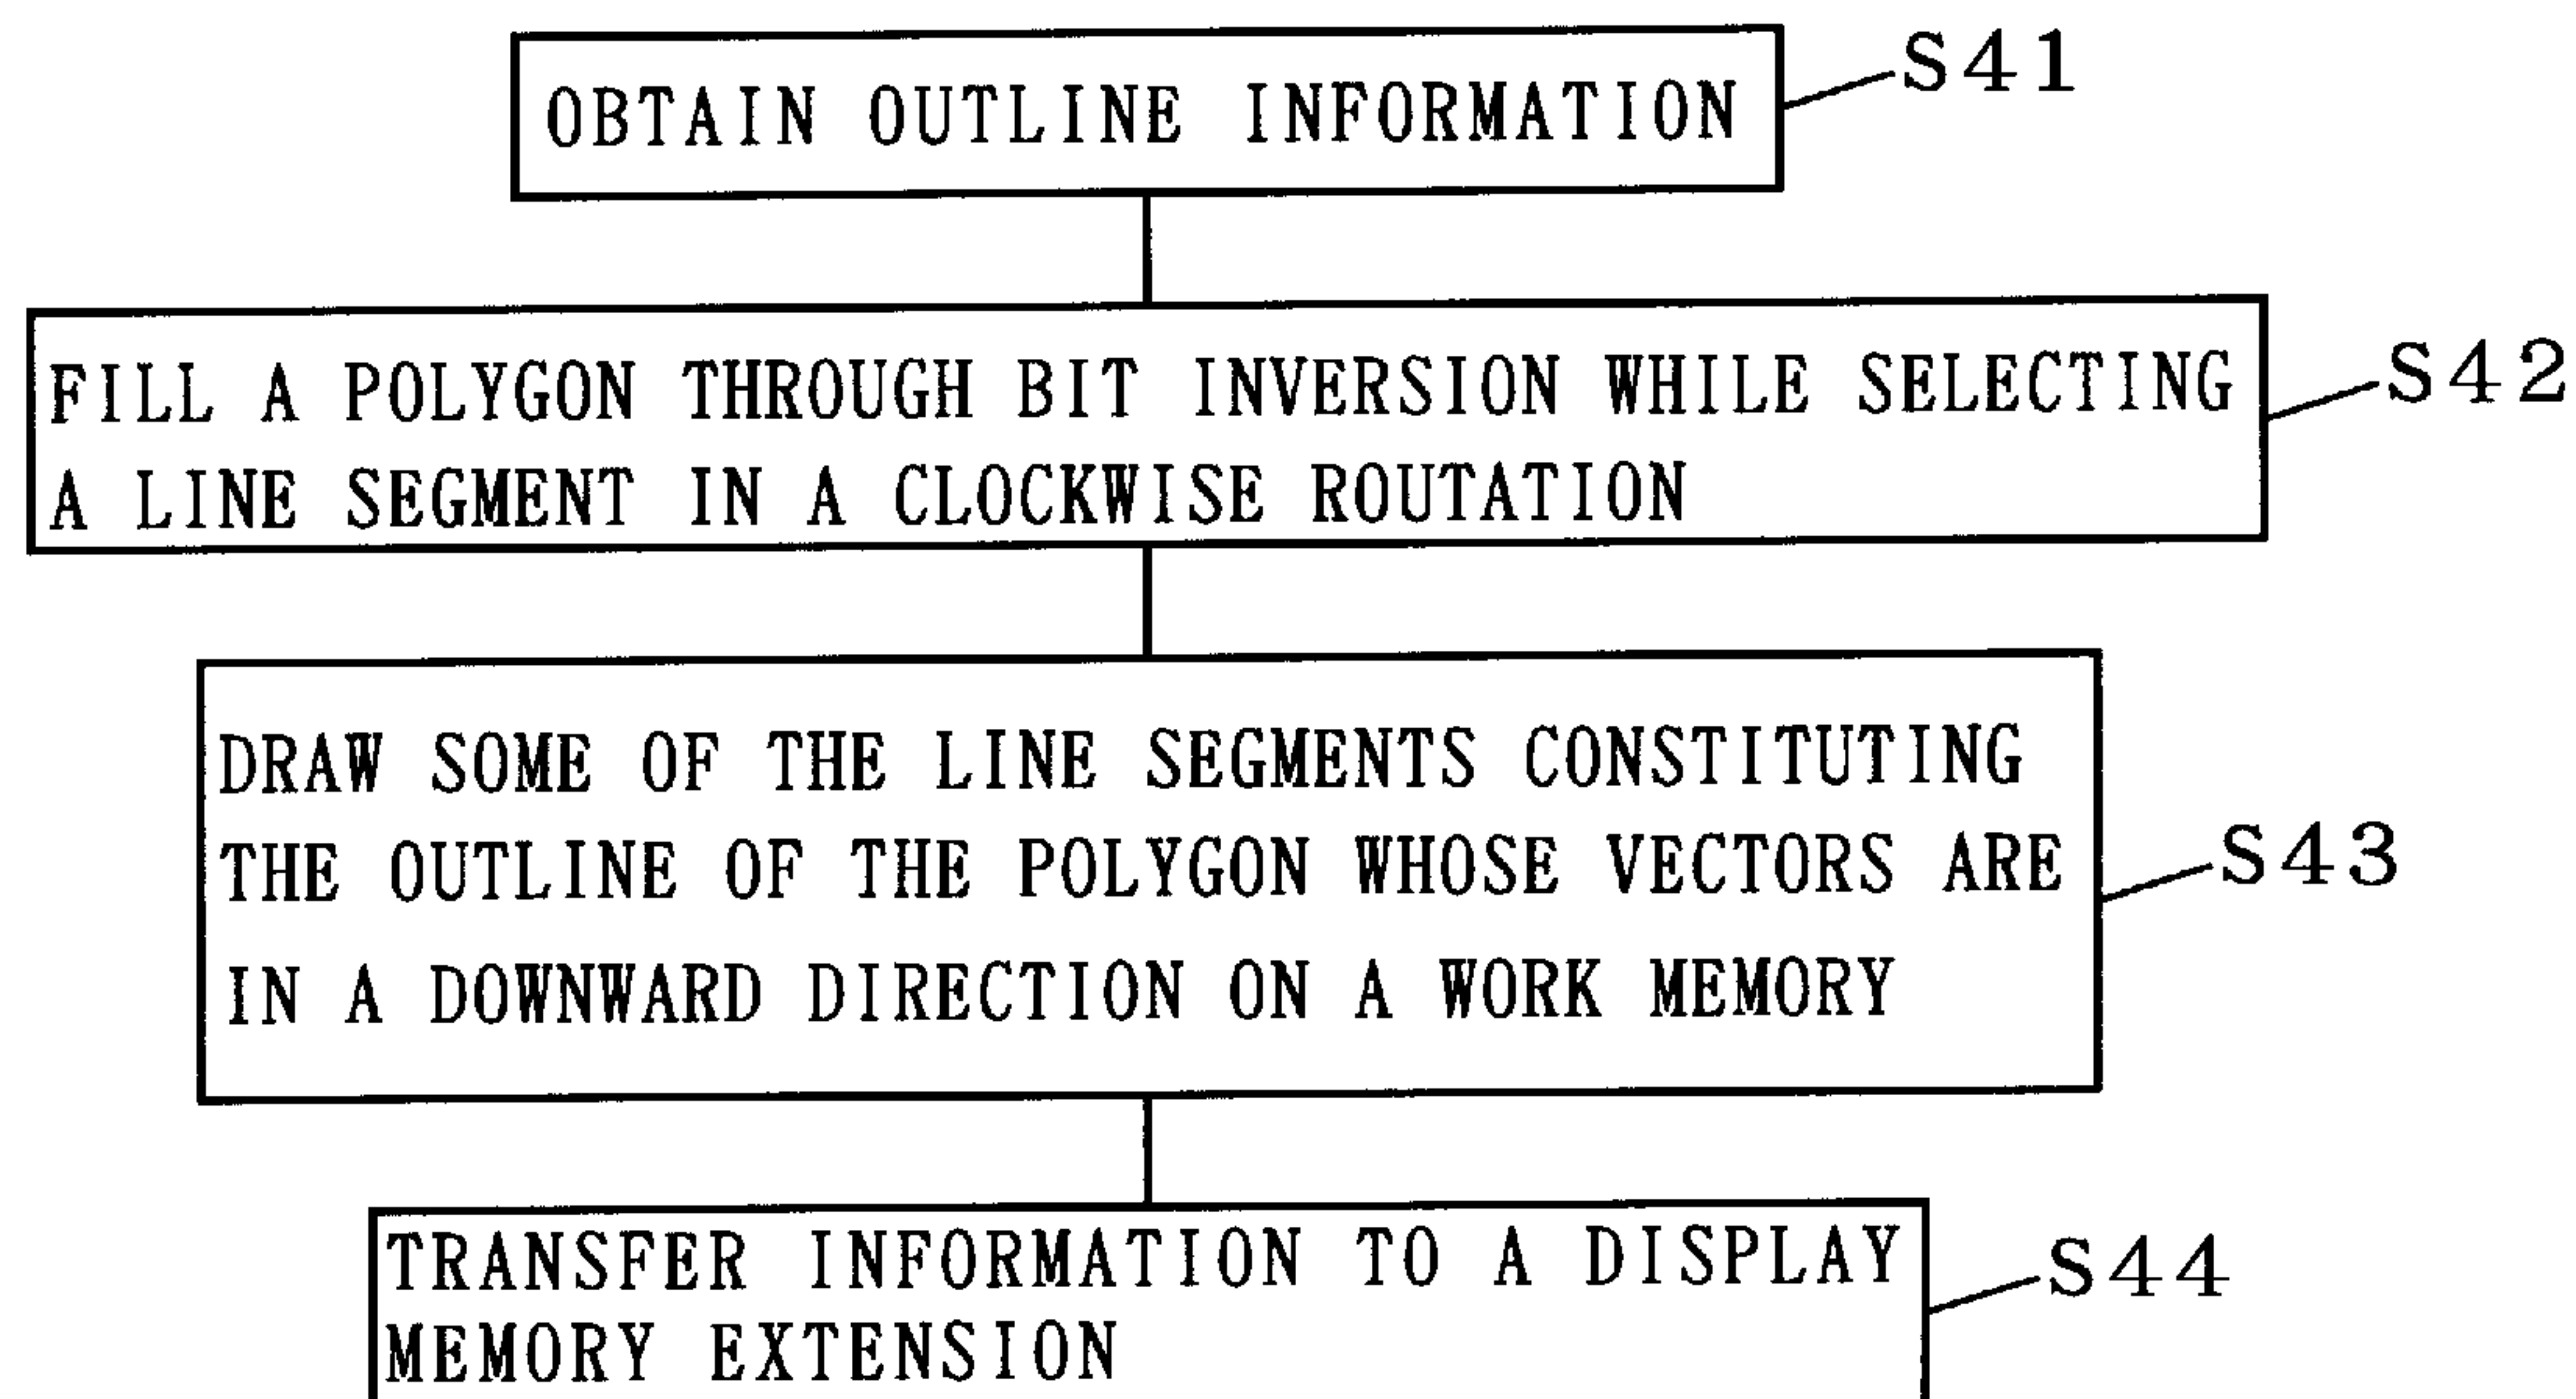 OBTAIN OUTLINE INFORMATION
S41
FILL A POLYGON THROUGH BIT INVERSION WHILE SELECTING
A LINE SEGMENT IN A CLOCKWISE ROUTATION
S42
DRAW SOME OF THE LINE SEGMENTS CONSTITUTING
THE OUTLINE OF THE POLYGON WHOSE VECTORS ARE
IN A DOWNWARD DIRECTION ON A WORK MEMORY
S43
TRANSFER INFORMATION TO A DISPLAY
MEMORY EXTENSION
S44